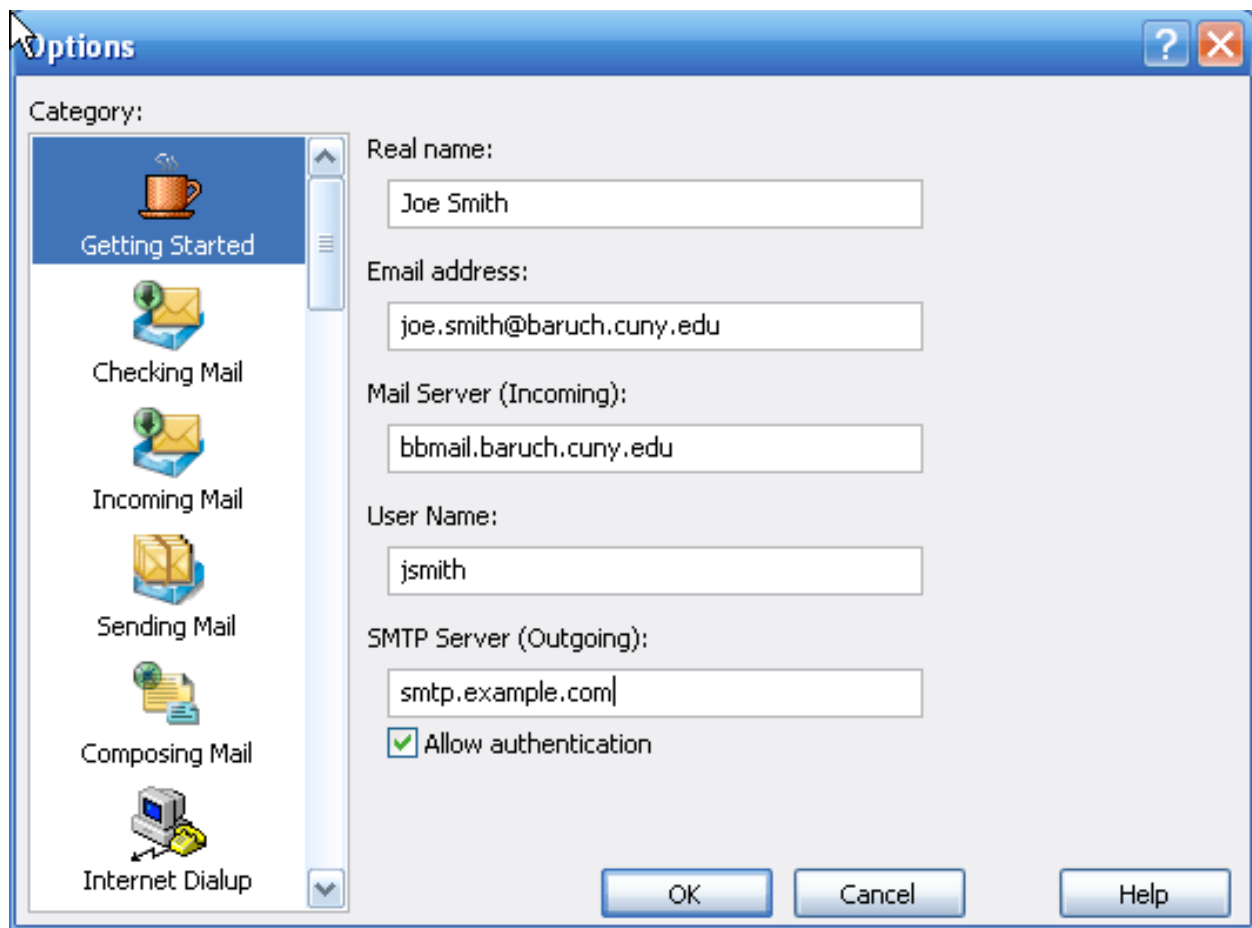 Options
Category:
Getting Started
Checking Mail
Incoming Mail
Sending Mail
Composing Mail
Internet Dialup
Real name:
Joe Smith
Email address:
joe.smith@baruch.cuny.edu
Mail Server (Incoming):
bbmail.baruch.cuny.edu
User Name:
jsmith
SMTP Server (Outgoing):
smtp.example.com
Allow authentication
OK
Cancel
Help